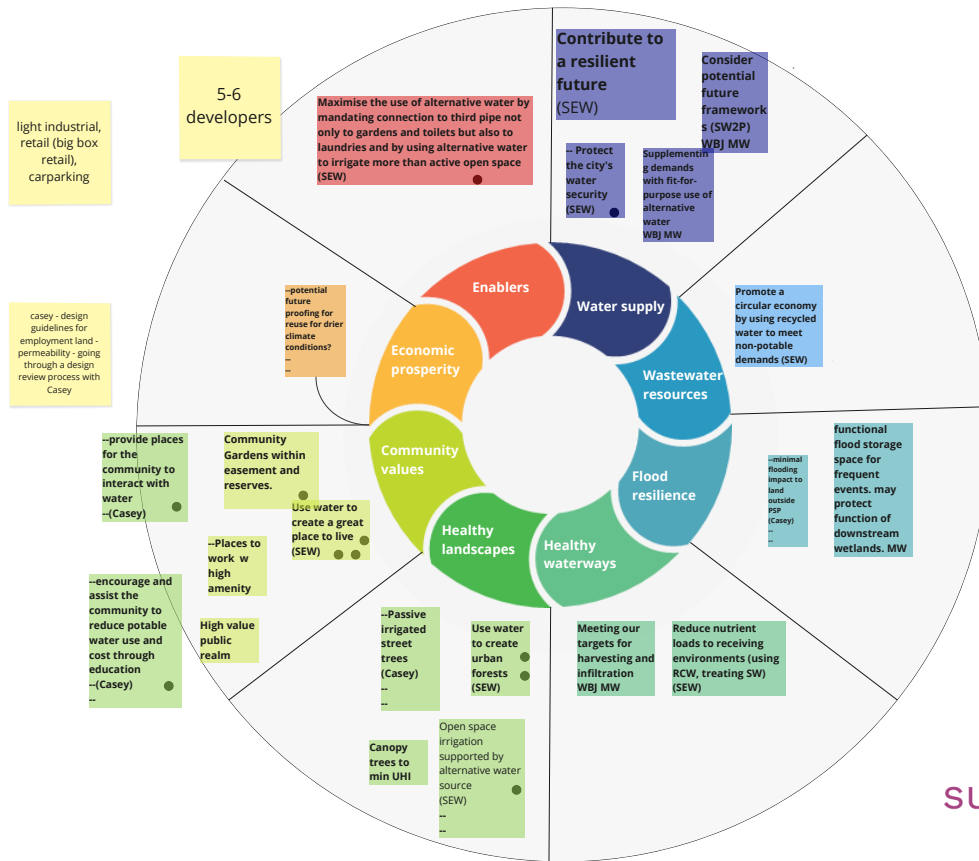 light industrial,
retail (big box
retail),
carparking
5-6
developers
casey - design
guidelines for
employment land -
permeability - going
through a design
review process with
Casey
Maximise the use of alternative water by
mandating connection to third pipe not
only to gardens and toilets but also to
laundries and by using alternative water
to irrigate more than active open space
(SEW)
Contribute to
a resilient
future
(SEW)
Consider
potential
future
framework
s (SW2P)
WBJ MW
-- Protect
the city's
water
security
(SEW)
Supplementin
g demands
with fit-for-
purpose use of
alternative
water
WBJ MW
--potential
future
proofing for
reuse for drier
climate
conditions?
--
--
Promote a
circular economy
by using recycled
water to meet
non-potable
demands (SEW)
Enablers
Water supply
Economic
prosperity
Wastewater
resources
Community
values
Flood
resilience
Healthy
landscapes
Healthy
waterways
--provide places
for the
community to
interact with
water
--(Casey)
Community
Gardens within
easement and
reserves.
Use water to
create a great
place to live
(SEW)
--Places to
work w
high
amenity
--encourage and
assist the
community to
reduce potable
water use and
cost through
education
--(Casey)
High value
public
realm
--minimal
flooding
impact to
land
outside
PSP
(Casey)
--
--
functional
flood storage
space for
frequent
events. may
protect
function of
downstream
wetlands. MW
--Passive
irrigated
street
trees
(Casey)
--
--
Use water
to create
urban
forests
(SEW)
Canopy
trees to
min UHI
Open space
irrigation
supported by
alternative water
source
(SEW)
--
--
Meeting our
targets for
harvesting and
infiltration
WBJ MW
Reduce nutrient
loads to receiving
environments (using
RCW, treating SW)
(SEW)
su